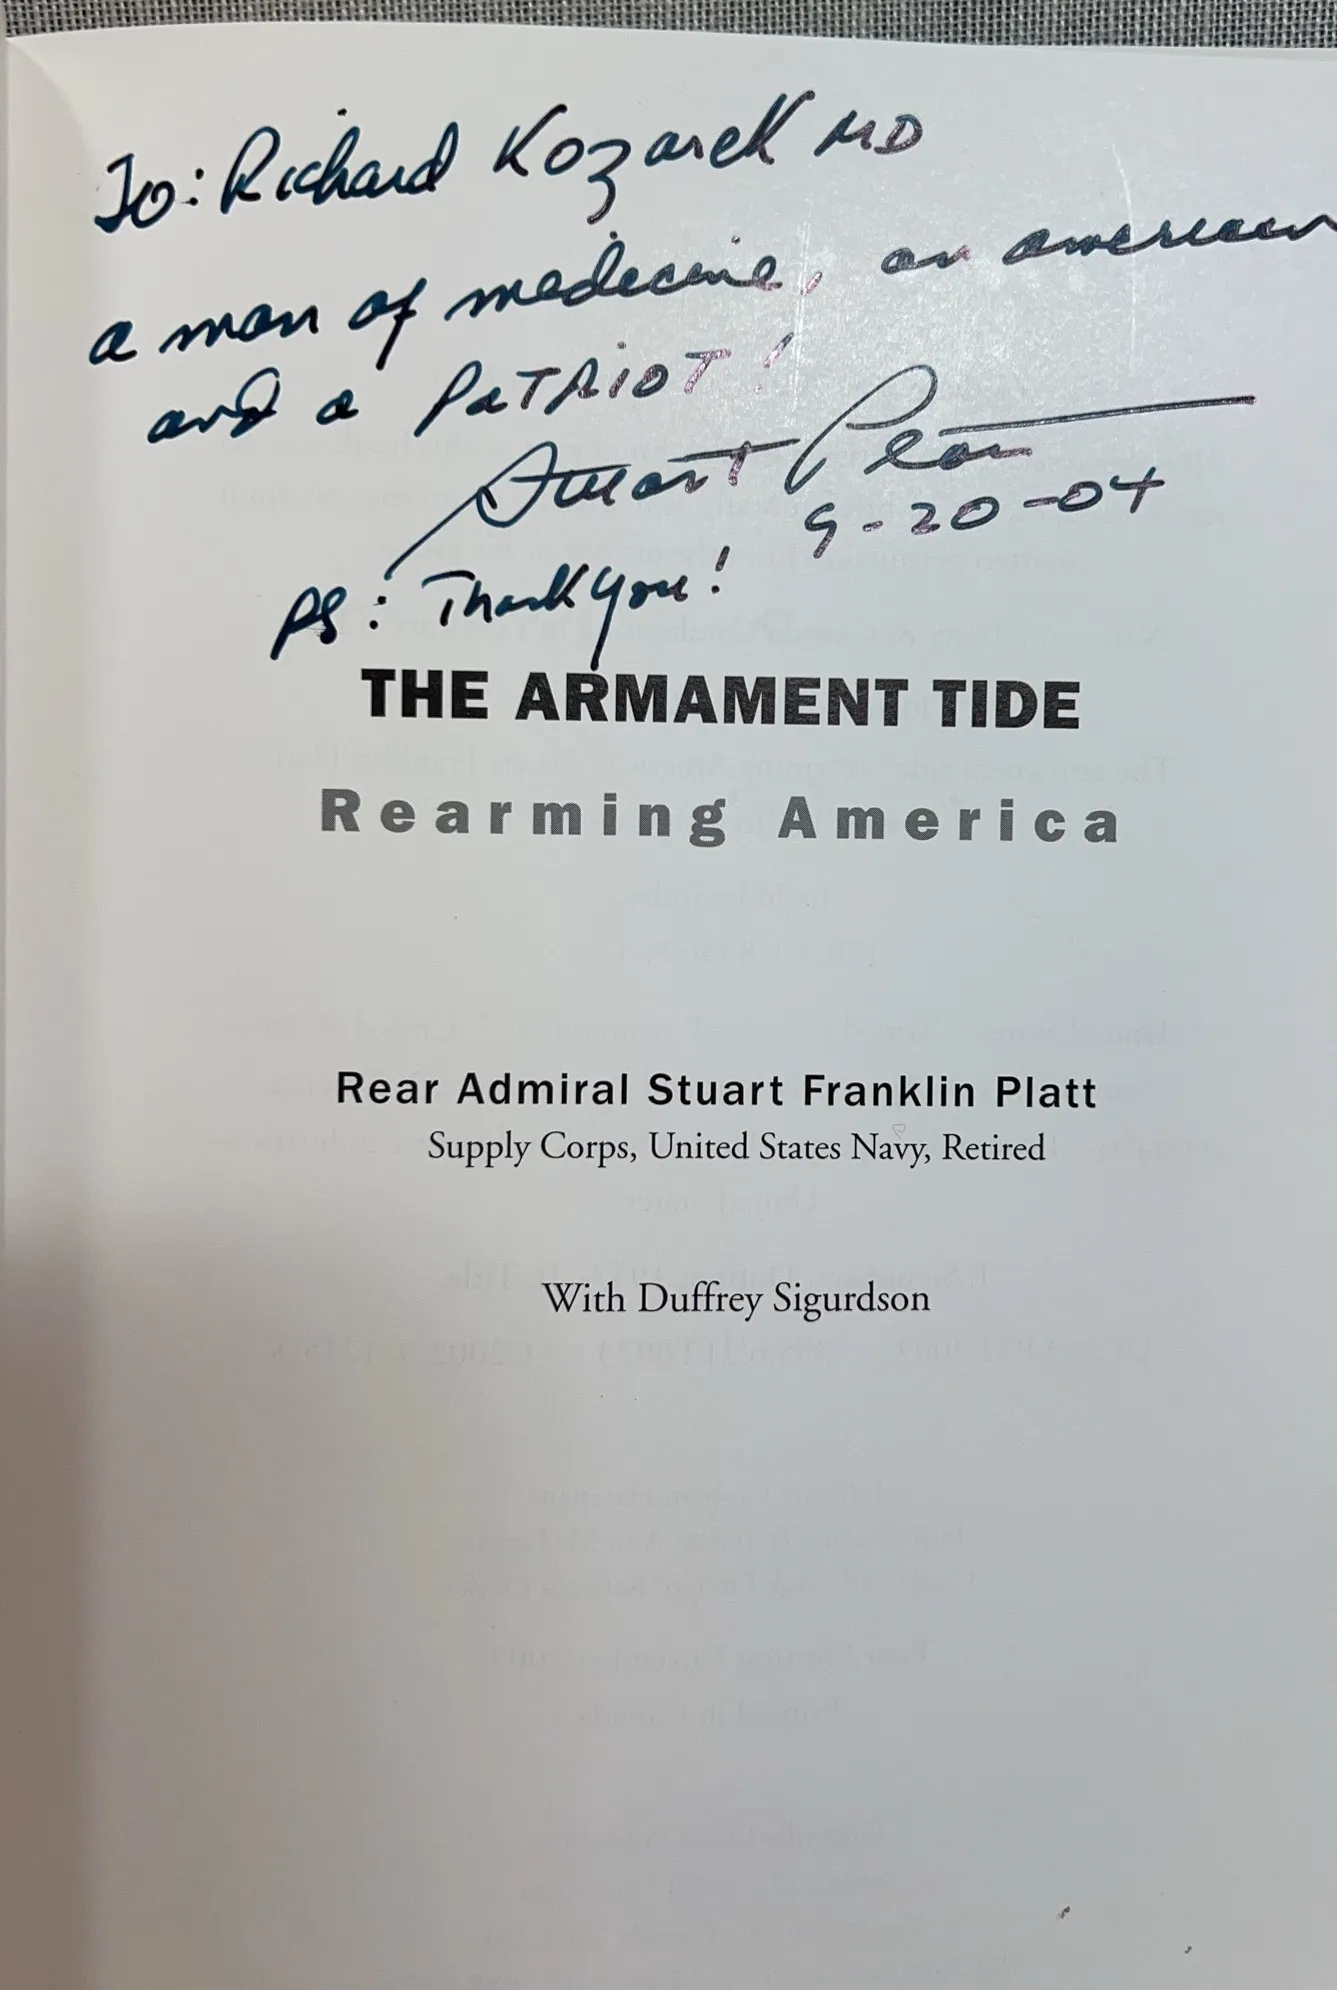 To: Richard Kozarek MD
a man of medicine, an american
and a PATRIOT!
Stuart Platt
9-20-04
PS: Thank you!
THE ARMAMENT TIDE
Rearming America
Rear Admiral Stuart Franklin Platt
Supply Corps, United States Navy, Retired
With Duffrey Sigurdson